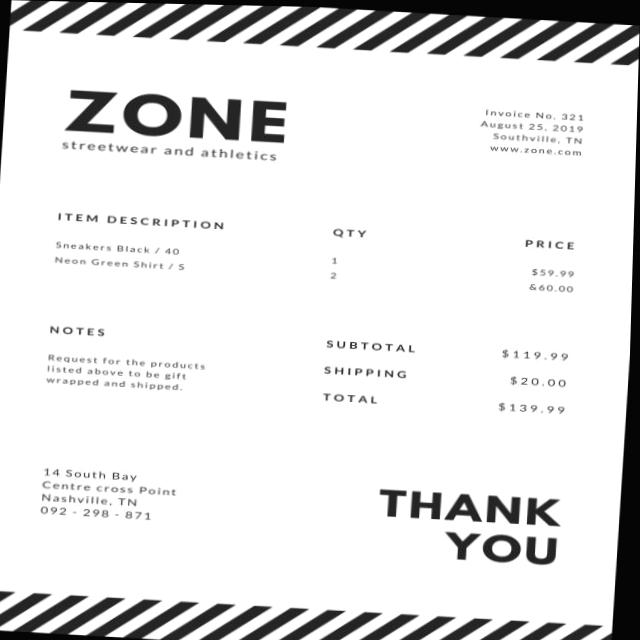 ZONE
streetwear and athletics
Invoice No. 321
August 25, 2019
Southville, TN
www.zone.com
ITEM DESCRIPTION QTY PRICE
Sneakers Black / 40 1 $59.99
Neon Green Shirt / S 2 &60.00
NOTES
Request for the products
listed above to be gift
wrapped and shipped.
SUBTOTAL $119.99
SHIPPING $20.00
TOTAL $139.99
14 South Bay
Centre cross Point
Nashville, TN
092 - 298 - 871
THANK
YOU